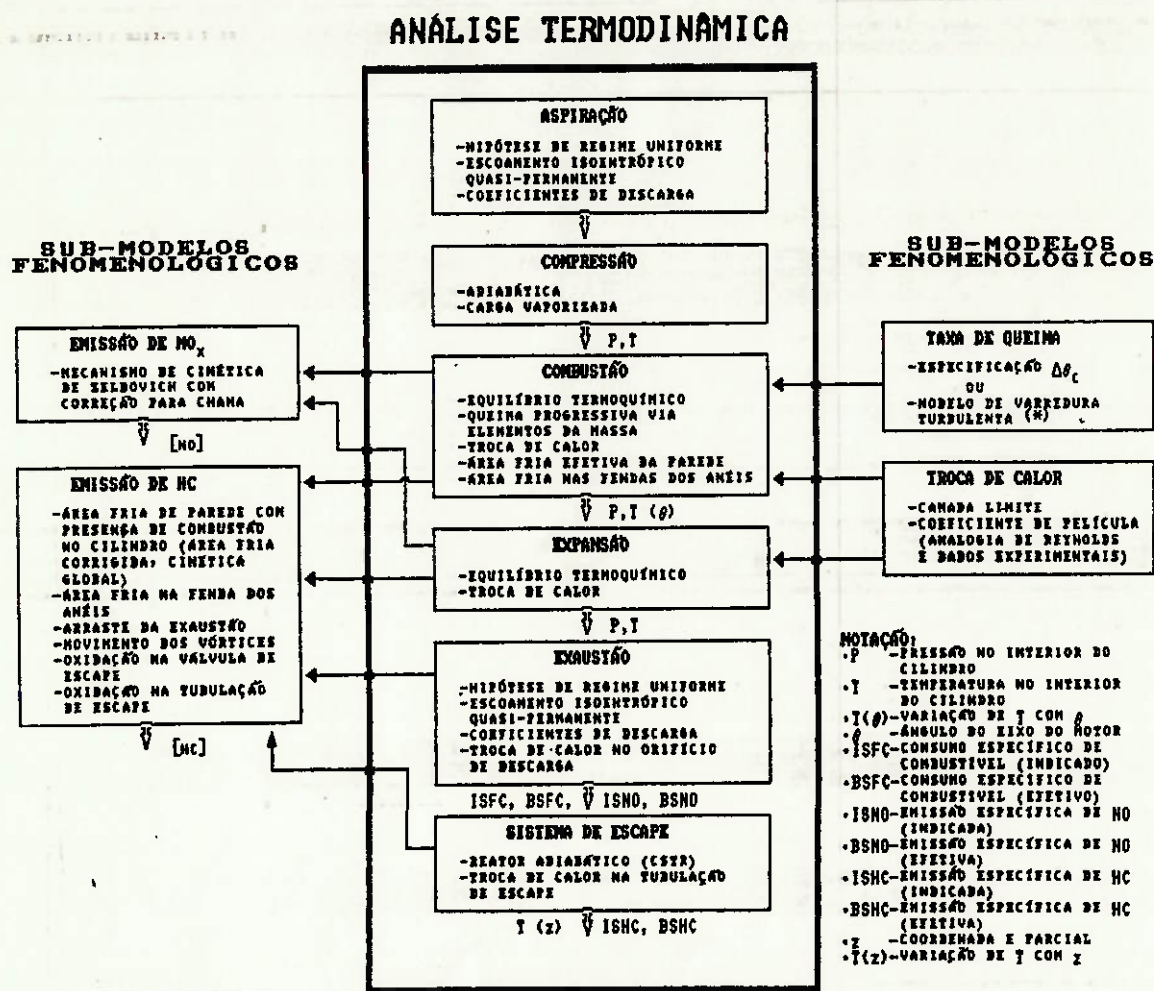 ANÁLISE TERMODINÂMICA
ASPIRAÇÃO
-HIPÓTESE DE REGIME UNIFORME
-ESCOAMENTO ISOENTRÓPICO
QUASI-PERMANENTE
-COEFICIENTES DE DESCARGA
COMPRESSÃO
-ADIABÁTICA
-CARGA VAPORIZADA
P,T
COMBUSTÃO
-EQUILÍBRIO TERMOQUÍMICO
-QUEIMA PROGRESSIVA VIA
ELEMENTOS DA MASSA
-TROCA DE CALOR
-ÁREA FRIA EFETIVA DA PAREDE
-ÁREA FRIA NAS FENDAS DOS ANÉIS
P,T (θ)
EXPANSÃO
-EQUILÍBRIO TERMOQUÍMICO
-TROCA DE CALOR
P,T
EXAUSTÃO
-HIPÓTESE DE REGIME UNIFORME
-ESCOAMENTO ISOENTRÓPICO
QUASI-PERMANENTE
-COEFICIENTES DE DESCARGA
-TROCA DE CALOR NO ORIFÍCIO
DE DESCARGA
ISFC, BSFC, ISNO, BSNO
SISTEMA DE ESCAPE
-REATOR ADIABÁTICO (CSTR)
-TROCA DE CALOR NA TUBULAÇÃO
DE ESCAPE
T (z) ISHC, BSHC
SUB-MODELOS
FENOMENOLÓGICOS
EMISSÃO DE NOx
-MECANISMO DE CINÉTICA
DE ZELDOVICH COM
CORREÇÃO PARA CHAMA
[NO]
EMISSÃO DE HC
-ÁREA FRIA DE PAREDE COM
PRESENÇA DE COMBUSTÃO
NO CILINDRO (ÁREA FRIA
CORRIGIDA, CINÉTICA
GLOBAL)
-ÁREA FRIA NA FENDA DOS
ANÉIS
-ARRASTE DA EXAUSTÃO
-MOVIMENTO DOS VÓRTICES
-OXIDAÇÃO NA VÁLVULA DE
ESCAPE
-OXIDAÇÃO NA TUBULAÇÃO
DE ESCAPE
[HC]
SUB-MODELOS
FENOMENOLÓGICOS
TAXA DE QUEIMA
-ESPECIFICAÇÃO Δθc
OU
-MODELO DE VARREDURA
TURBULENTA (*)
TROCA DE CALOR
-CAMADA LIMITE
-COEFICIENTE DE PELÍCULA
(ANALOGIA DE REYNOLDS
E DADOS EXPERIMENTAIS)
NOTAÇÃO:
.P -PRESSÃO NO INTERIOR DO
CILINDRO
.T -TEMPERATURA NO INTERIOR
DO CILINDRO
.T(θ)-VARIAÇÃO DE T COM θ
.θ -ÂNGULO DO EIXO DO MOTOR
.ISFC-CONSUMO ESPECÍFICO DE
COMBUSTIVEL (INDICADO)
.BSFC-CONSUMO ESPECÍFICO DE
COMBUSTIVEL (EFETIVO)
.ISNO-EMISSÃO ESPECÍFICA DE NO
(INDICADA)
.BSNO-EMISSÃO ESPECÍFICA DE NO
(EFETIVA)
.ISHC-EMISSÃO ESPECÍFICA DE HC
(INDICADA)
.BSHC-EMISSÃO ESPECÍFICA DE HC
(EFETIVA)
.z -COORDENADA E PARCIAL
.T(z)-VARIAÇÃO DE T COM z